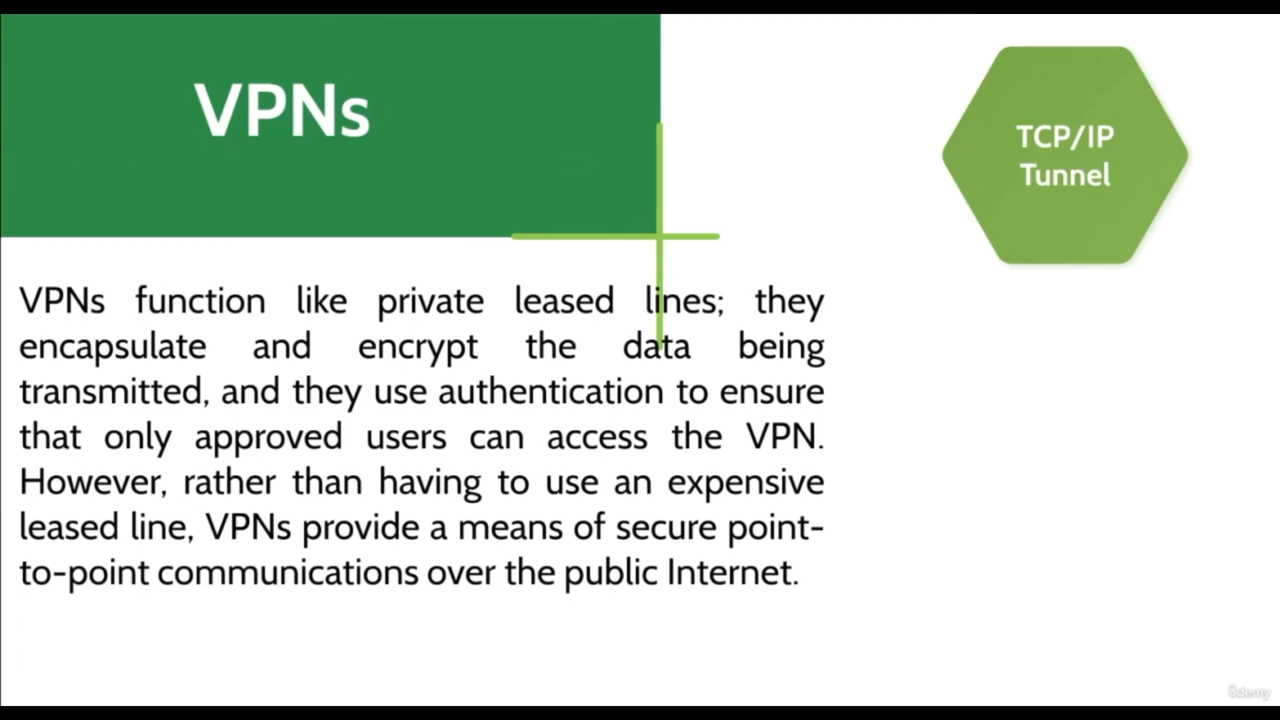 VPNs
TCP/IP
Tunnel
VPNs function like private leased lines; they
encapsulate and encrypt the data being
transmitted, and they use authentication to ensure
that only approved users can access the VPN.
However, rather than having to use an expensive
leased line, VPNs provide a means of secure point-
to-point communications over the public Internet.
ûdemy